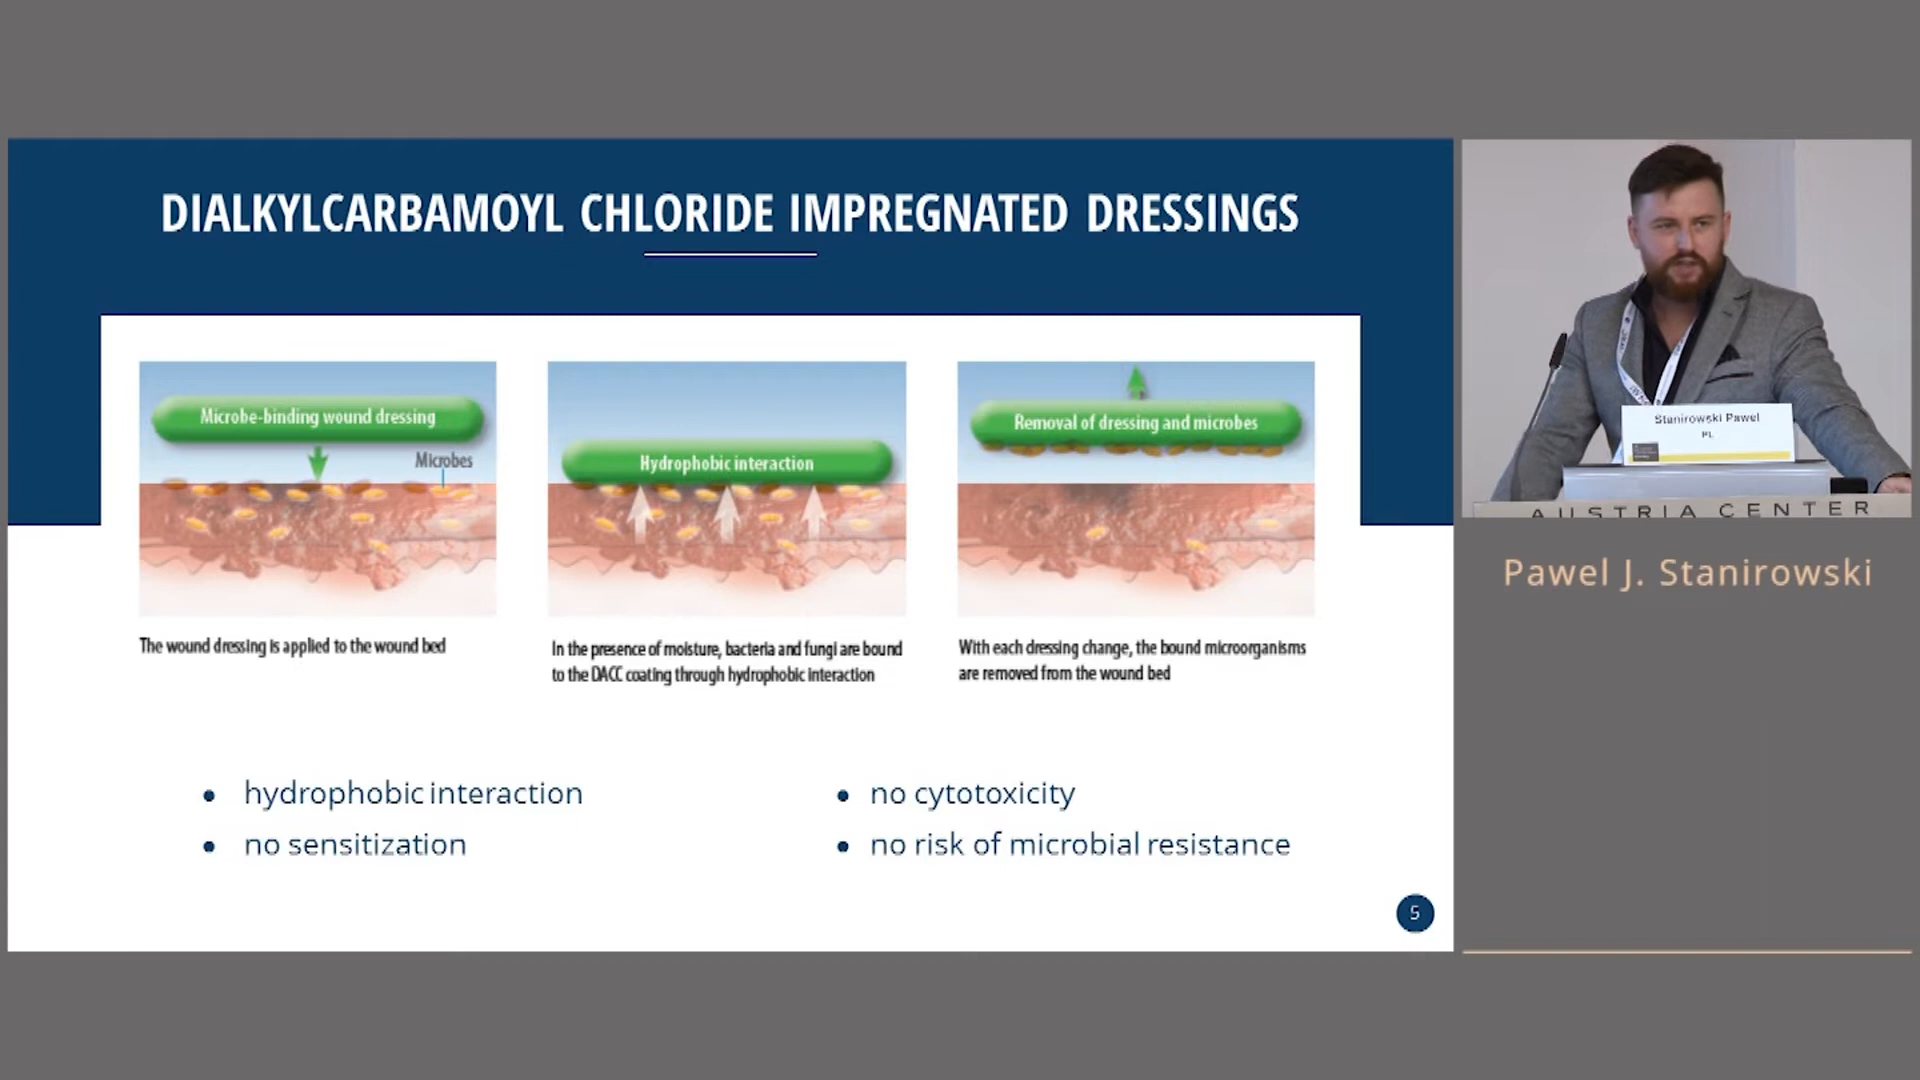 DIALKYLCARBAMOYL CHLORIDE IMPREGNATED DRESSINGS
Microbe-binding wound dressing
Microbes
Hydrophobic interaction
Removal of dressing and microbes
The wound dressing is applied to the wound bed
In the presence of moisture, bacteria and fungi are bound
to the DACC coating through hydrophobic interaction
With each dressing change, the bound microorganisms
are removed from the wound bed
• hydrophobic interaction
• no sensitization
• no cytotoxicity
• no risk of microbial resistance
5
Stanirowski Pawel
PL
AUSTRIA CENTER
Pawel J. Stanirowski